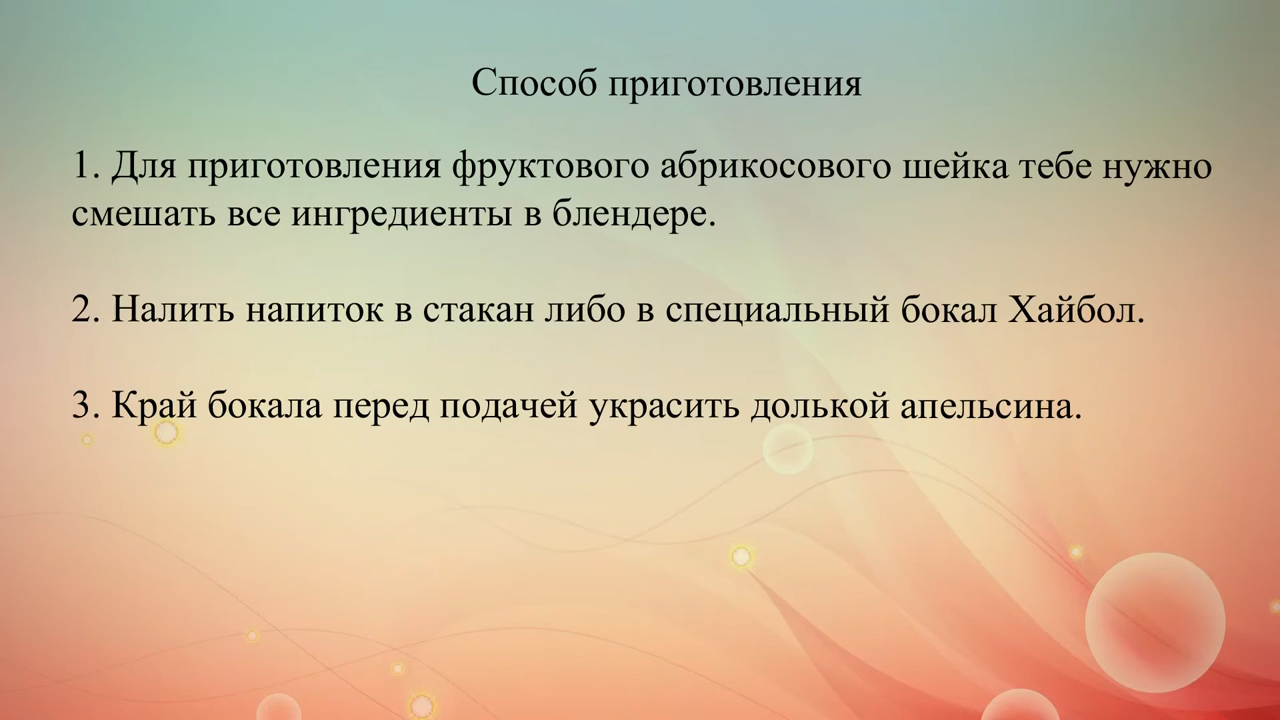 Способ приготовления
1. Для приготовления фруктового абрикосового шейка тебе нужно
смешать все ингредиенты в блендере.
2. Налить напиток в стакан либо в специальный бокал Хайбол.
3. Край бокала перед подачей украсить долькой апельсина.